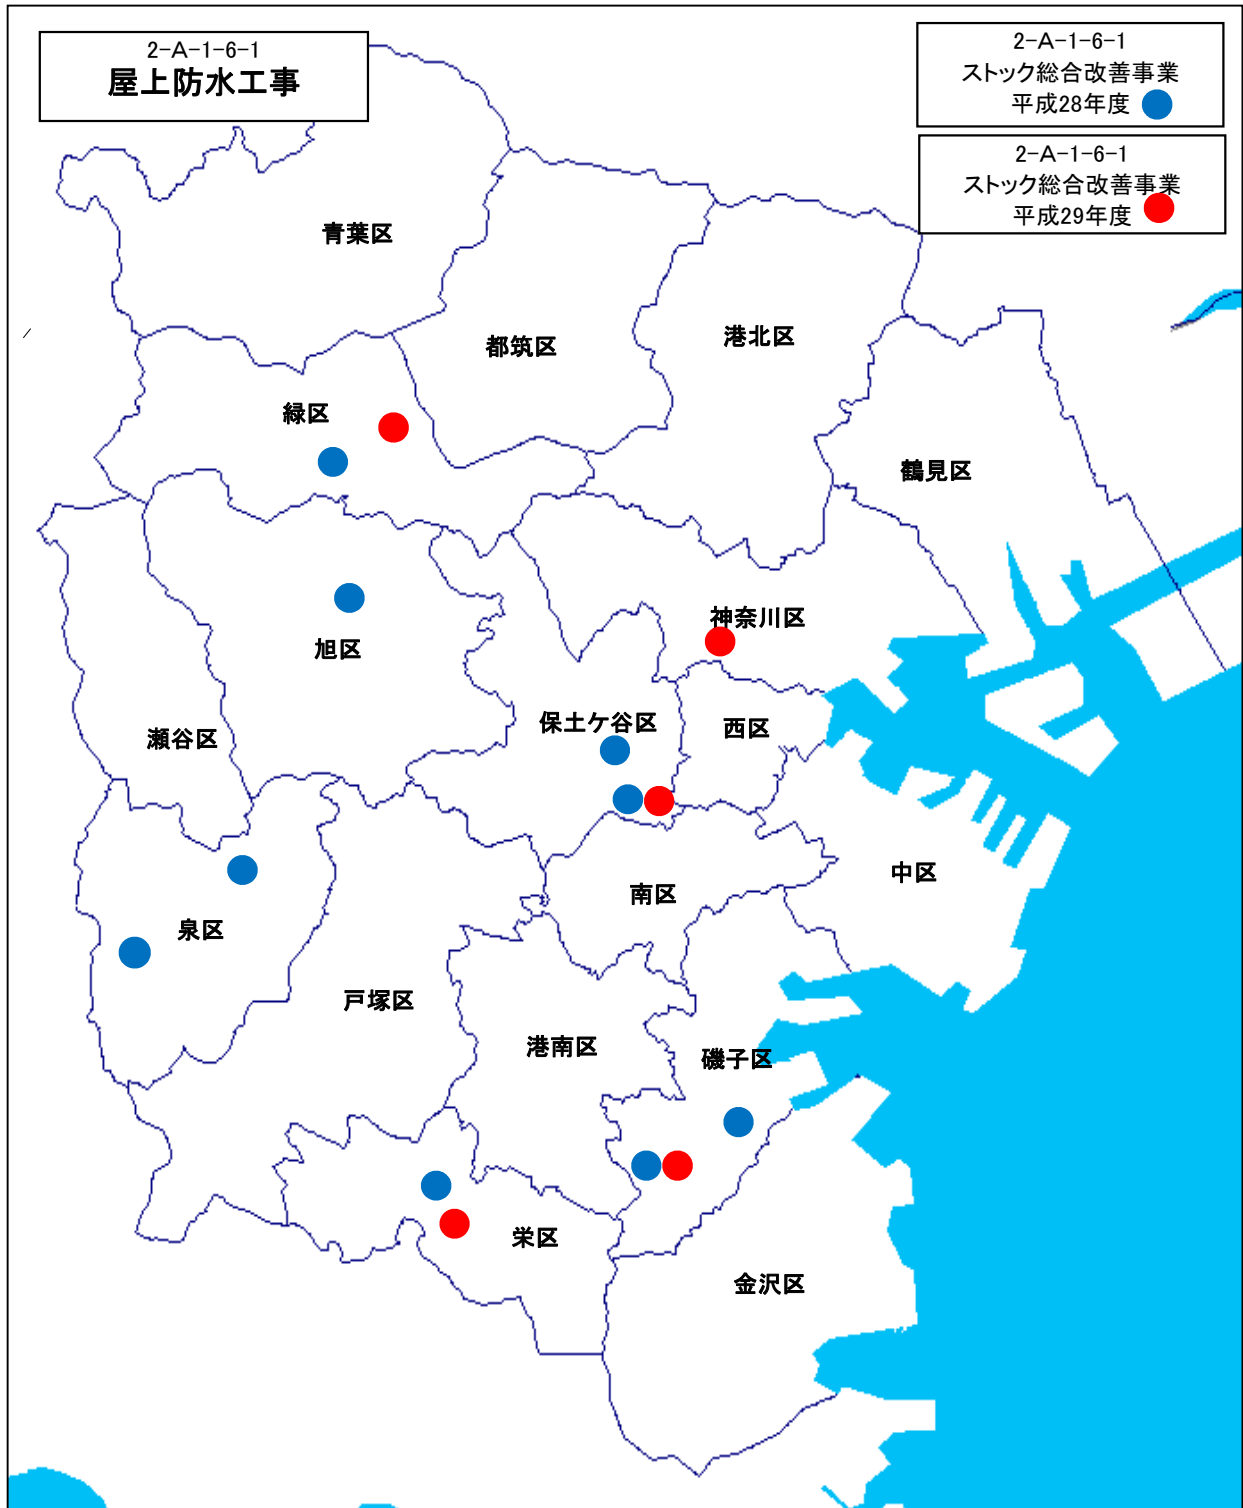 2-A-1-6-1
屋上防水工事
2-A-1-6-1
ストック総合改善事業
平成28年度
2-A-1-6-1
ストック総合改善事業
平成29年度
青葉区
都筑区
港北区
緑区
鶴見区
神奈川区
旭区
保土ケ谷区
西区
瀬谷区
中区
南区
泉区
戸塚区
港南区
磯子区
栄区
金沢区